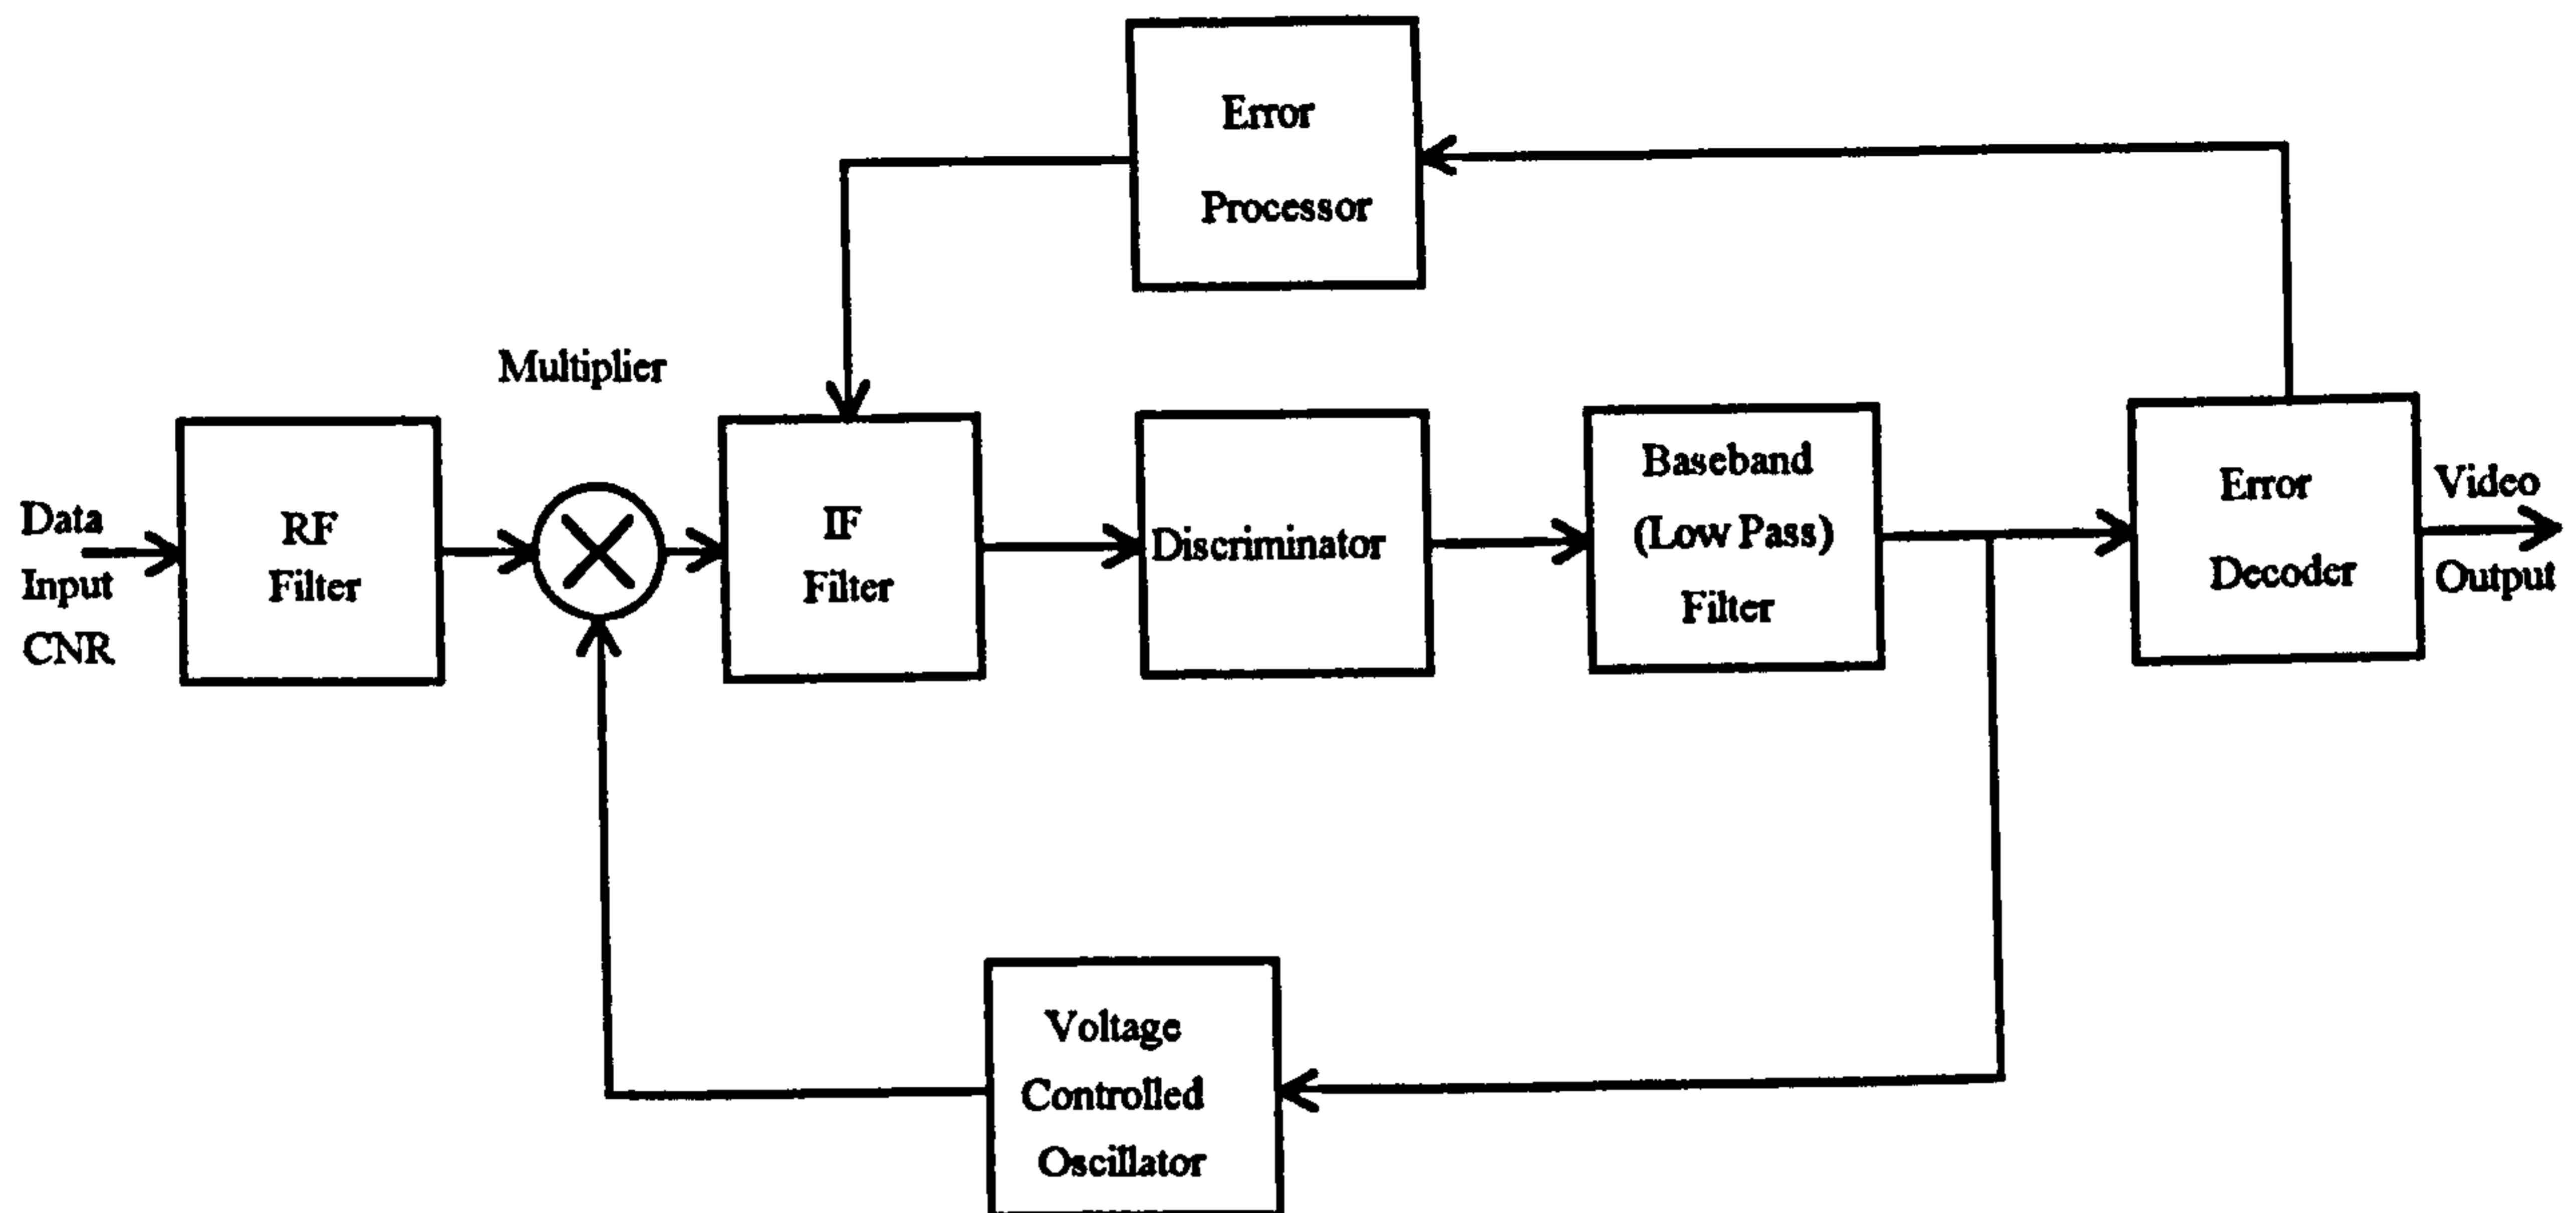 Error
Processor
Multiplier
Data
Input
CNR
RF
Filter
IF
Filter
Discriminator
Baseband
(Low Pass)
Filter
Error
Decoder
Video
Output
Voltage
Controlled
Oscillator